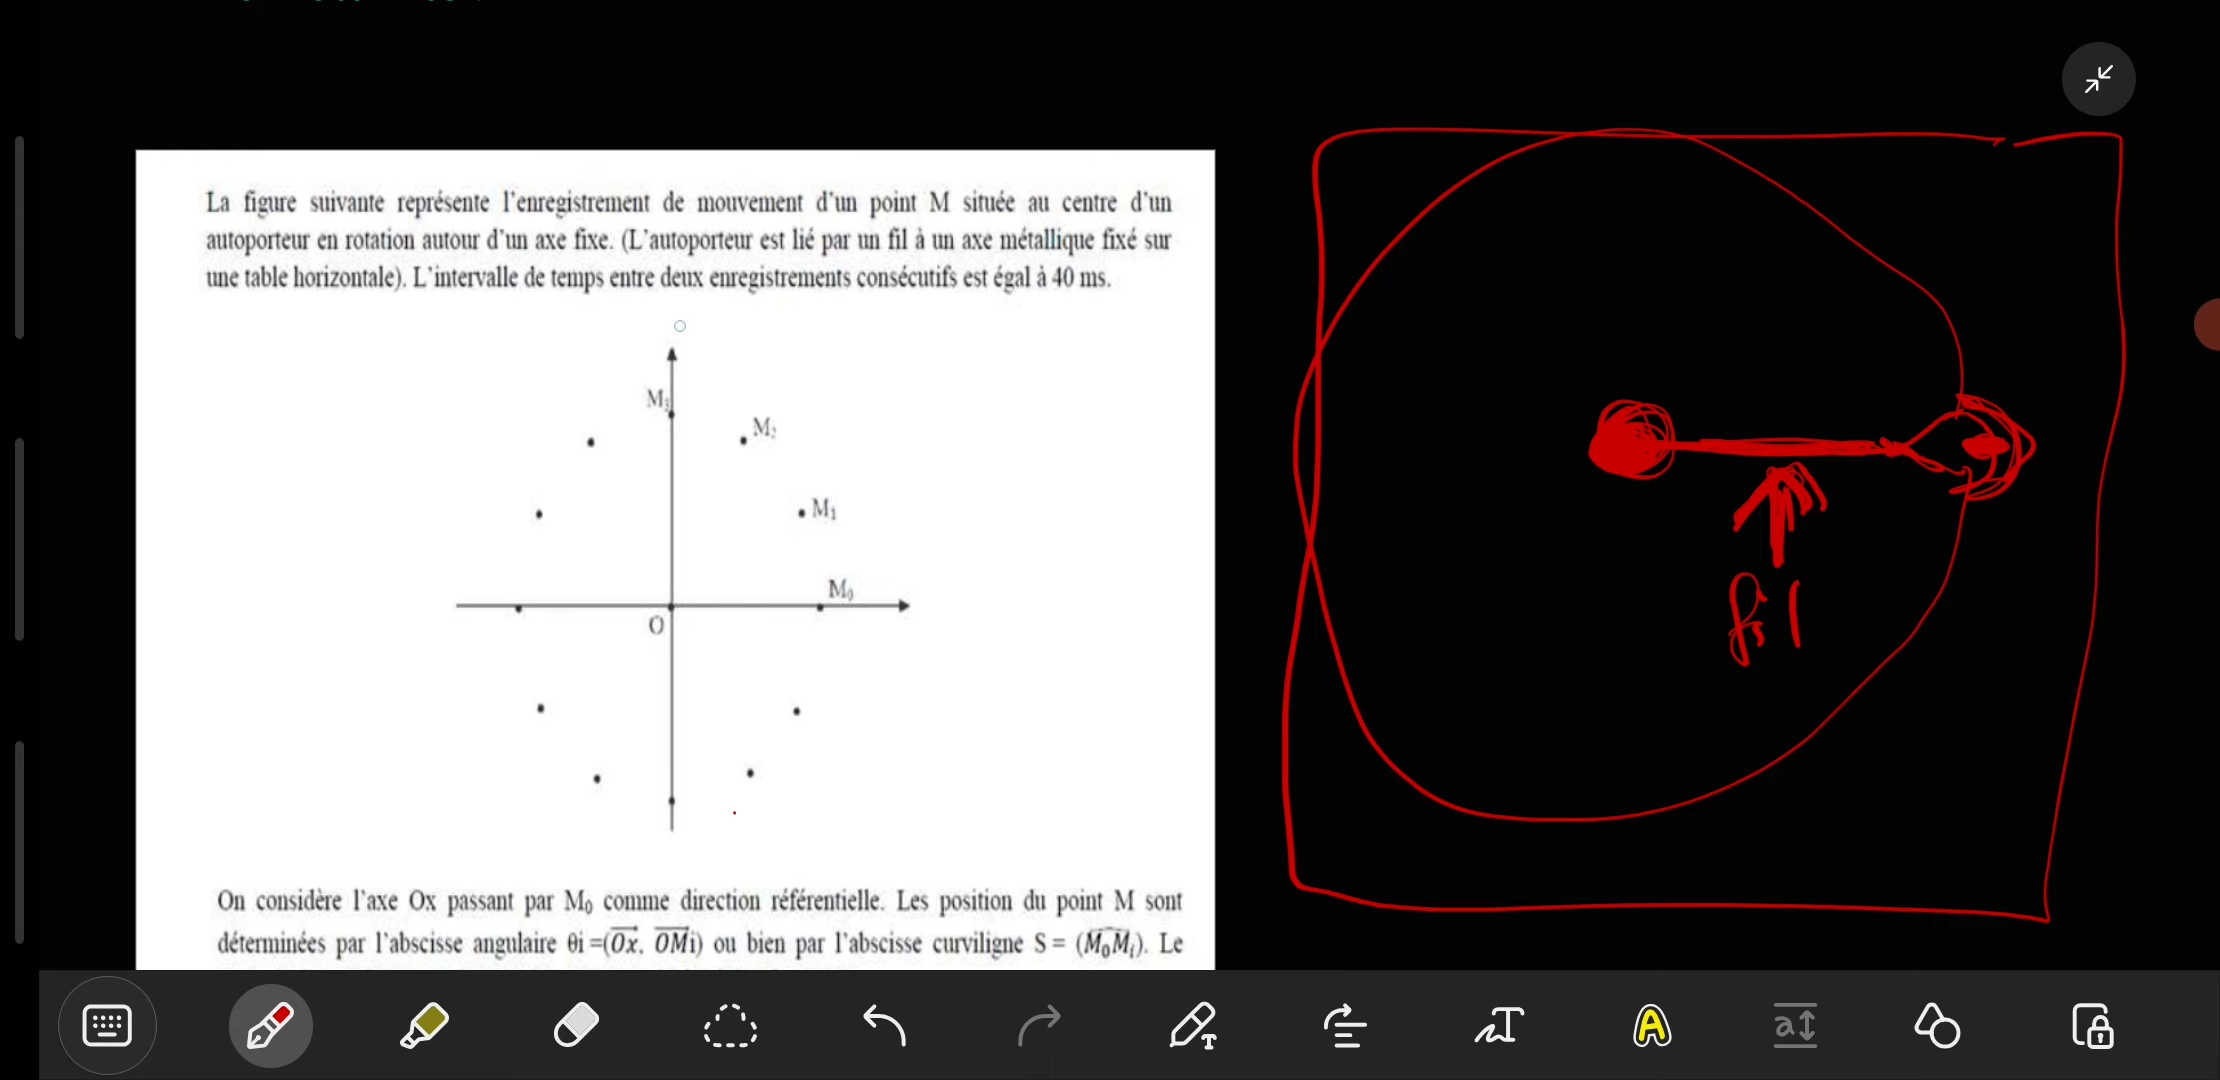 La figure suivante représente l'enregistrement de mouvement d'un point M située au centre d'un
autoporteur en rotation autour d'un axe fixe. (L'autoporteur est lié par un fil à un axe métallique fixé sur
une table horizontale). L'intervalle de temps entre deux enregistrements consécutifs est égal à 40 ms.
M₃
M₂
M₁
M₀
O
fil
On considère l'axe Ox passant par M₀ comme direction référentielle. Les position du point M sont
déterminées par l'abscisse angulaire θi =(Ox, OMi) ou bien par l'abscisse curviligne S = (M₀Mᵢ). Le